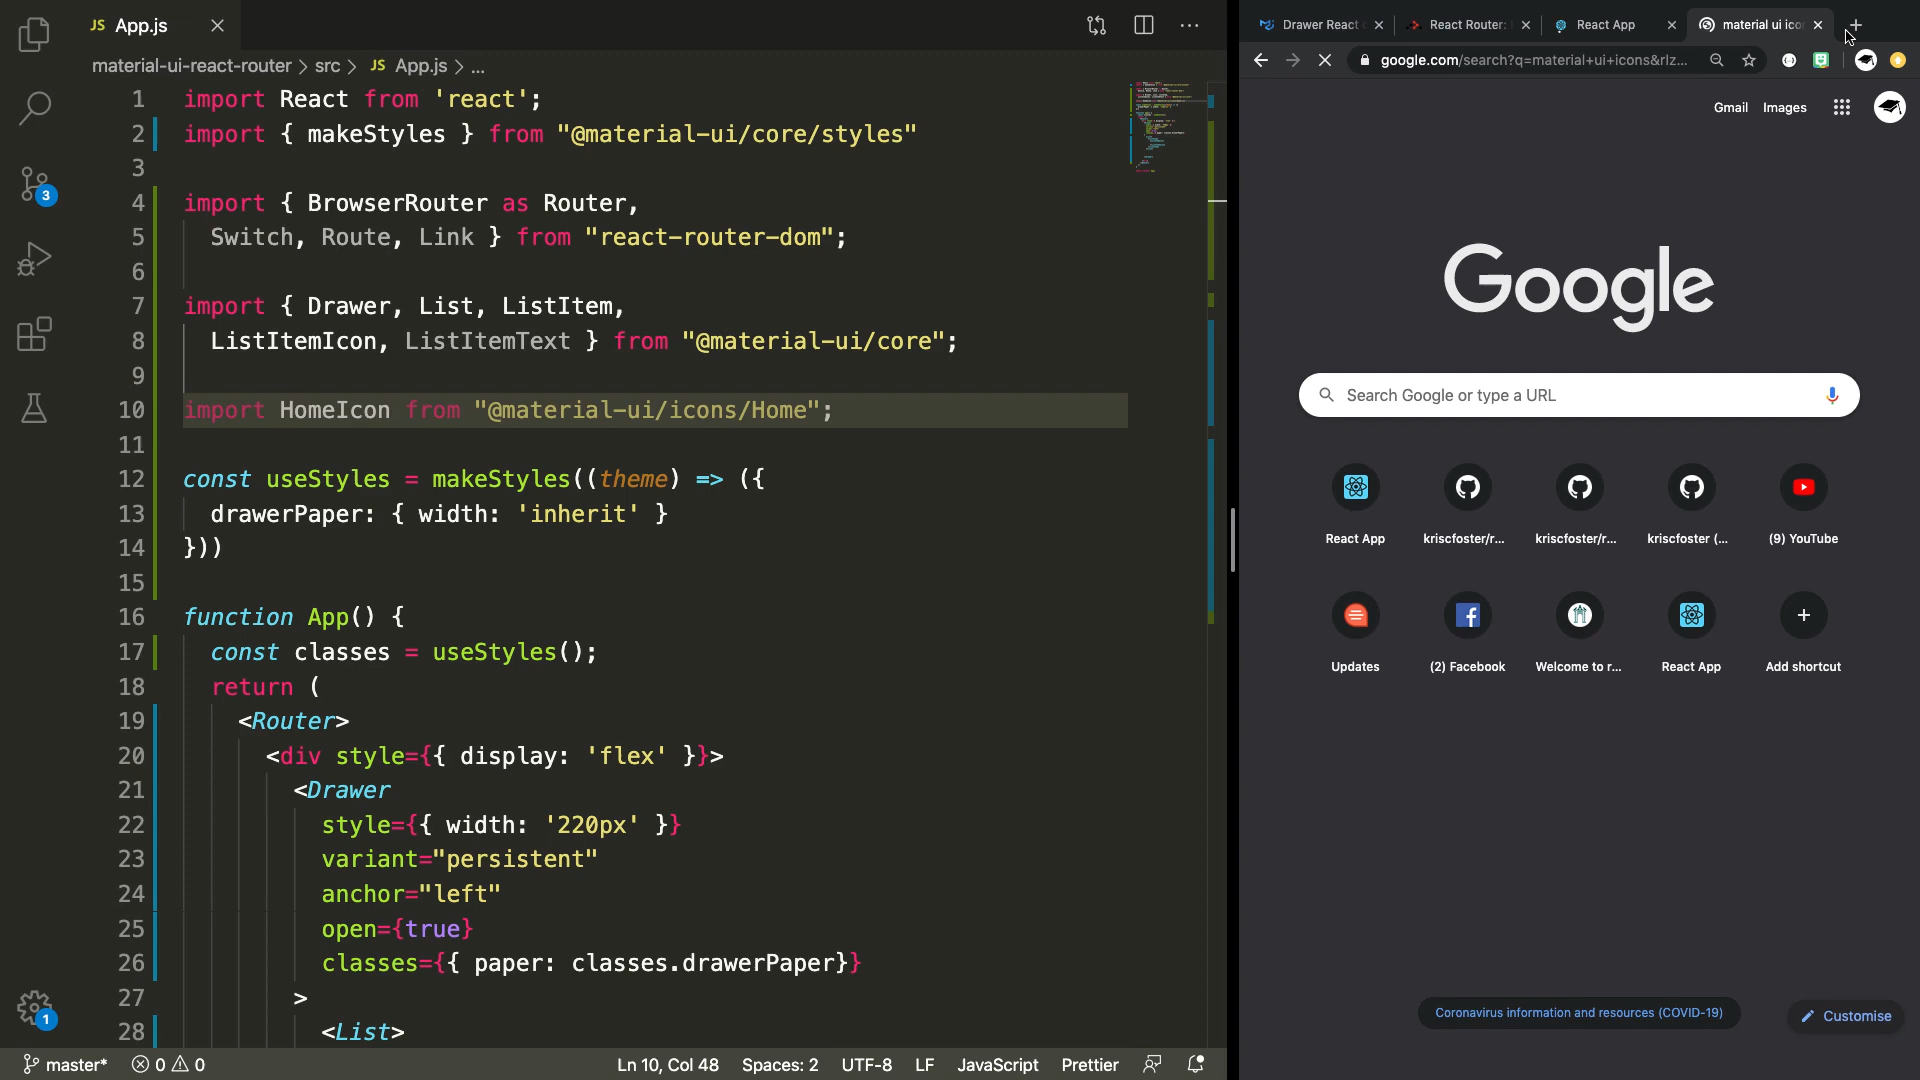 JS App.js
material-ui-react-router > src > JS App.js > ...
1 import React from 'react';
2 import { makeStyles } from "@material-ui/core/styles"
3
4 import { BrowserRouter as Router,
5 Switch, Route, Link } from "react-router-dom";
6
7 import { Drawer, List, ListItem,
8 ListItemIcon, ListItemText } from "@material-ui/core";
9
10 import HomeIcon from "@material-ui/icons/Home";
11
12 const useStyles = makeStyles((theme) => ({
13 drawerPaper: { width: 'inherit' }
14 }))
15
16 function App() {
17 const classes = useStyles();
18 return (
19 <Router>
20 <div style={{ display: 'flex' }}>
21 <Drawer
22 style={{ width: '220px' }}
23 variant="persistent"
24 anchor="left"
25 open={true}
26 classes={{ paper: classes.drawerPaper}}
27 >
28 <List>
3
1
master* 0 0 Ln 10, Col 48 Spaces: 2 UTF-8 LF JavaScript Prettier
Drawer React React Router: React App material ui ico
google.com/search?q=material+ui+icons&rlz...
Gmail Images
Google
Search Google or type a URL
React App kriscfoster/r... kriscfoster/r... kriscfoster (... (9) YouTube
Updates (2) Facebook Welcome to r... React App Add shortcut
Coronavirus information and resources (COVID-19)
Customise